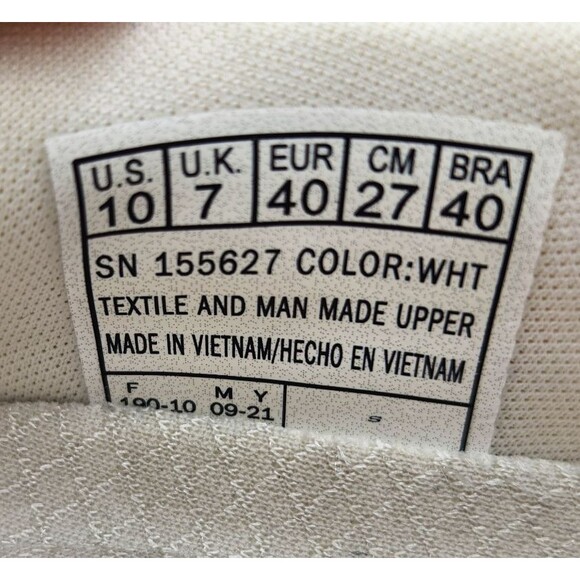 U.S. U.K. EUR CM BRA
10 7 40 27 40
SN 155627 COLOR:WHT
TEXTILE AND MAN MADE UPPER
MADE IN VIETNAM/HECHO EN VIETNAM
F M Y
190-10 09-21 S